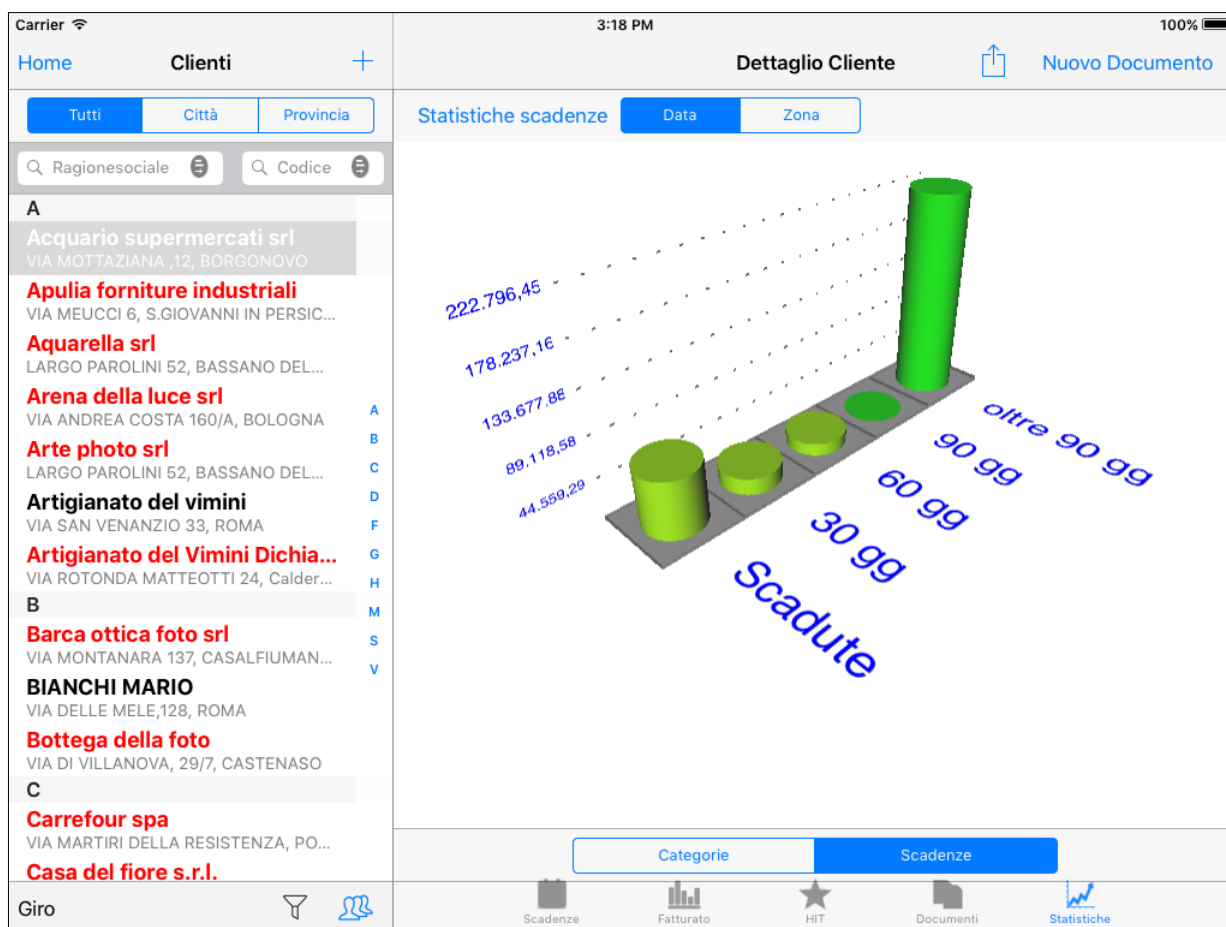 Carrier 3:18 PM 100%
Home Clienti + Dettaglio Cliente Nuovo Documento
Tutti Città Provincia Statistiche scadenze Data Zona
Ragionesociale Codice
A
Acquario supermercati srl
VIA MOTTAZIANA ,12, BORGONOVO
Apulia forniture industriali
VIA MEUCCI 6, S.GIOVANNI IN PERSIC...
Aquarella srl
LARGO PAROLINI 52, BASSANO DEL...
Arena della luce srl
VIA ANDREA COSTA 160/A, BOLOGNA
Arte photo srl
LARGO PAROLINI 52, BASSANO DEL...
Artigianato del vimini
VIA SAN VENANZIO 33, ROMA
Artigianato del Vimini Dichia...
VIA ROTONDA MATTEOTTI 24, Calder...
B
Barca ottica foto srl
VIA MONTANARA 137, CASALFIUMAN...
BIANCHI MARIO
VIA DELLE MELE,128, ROMA
Bottega della foto
VIA DI VILLANOVA, 29/7, CASTENASO
C
Carrefour spa
VIA MARTIRI DELLA RESISTENZA, PO...
Casa del fiore s.r.l.
A
B
C
D
F
G
H
M
S
V
Giro
222.796,45
178.237,16
133.677,88
89.118,58
44.559,29
oltre 90 gg
90 gg
60 gg
30 gg
Scadute
Categorie Scadenze
Scadenze Fatturato HIT Documenti Statistiche